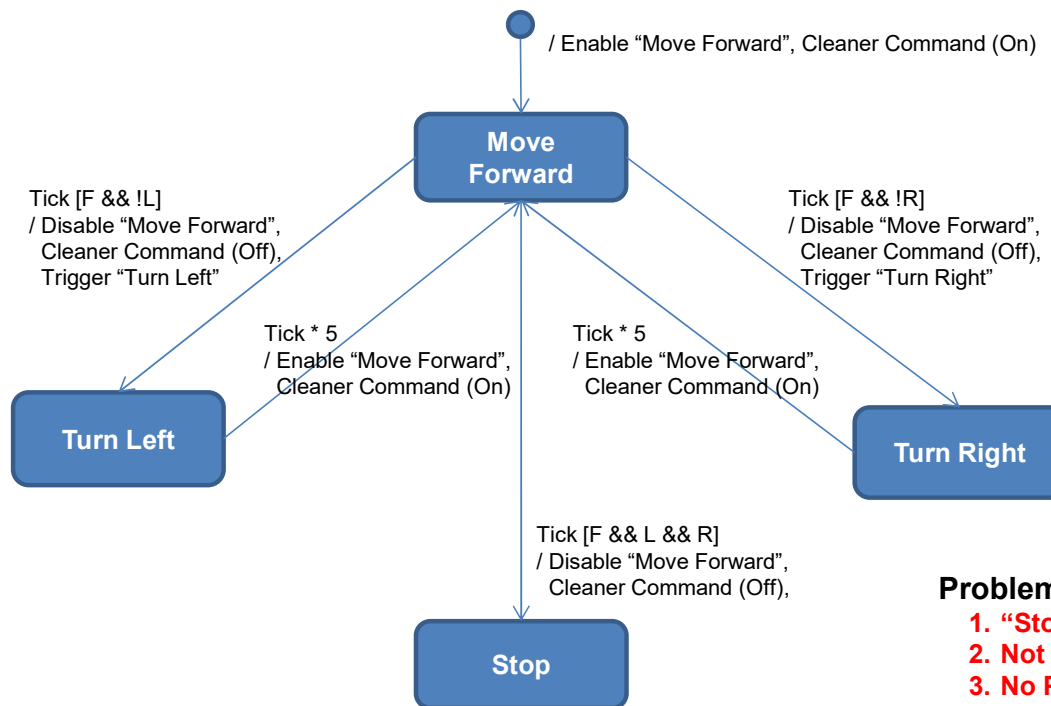 / Enable “Move Forward”, Cleaner Command (On)
Move
Forward
Tick [F && !L]
/ Disable “Move Forward”,
Cleaner Command (Off),
Trigger “Turn Left”
Tick [F && !R]
/ Disable “Move Forward”,
Cleaner Command (Off),
Trigger “Turn Right”
Tick * 5
/ Enable “Move Forward”,
Cleaner Command (On)
Tick * 5
/ Enable “Move Forward”,
Cleaner Command (On)
Turn Left
Turn Right
Tick [F && L && R]
/ Disable “Move Forward”,
Cleaner Command (Off),
Stop
1.
2. Not
3. No